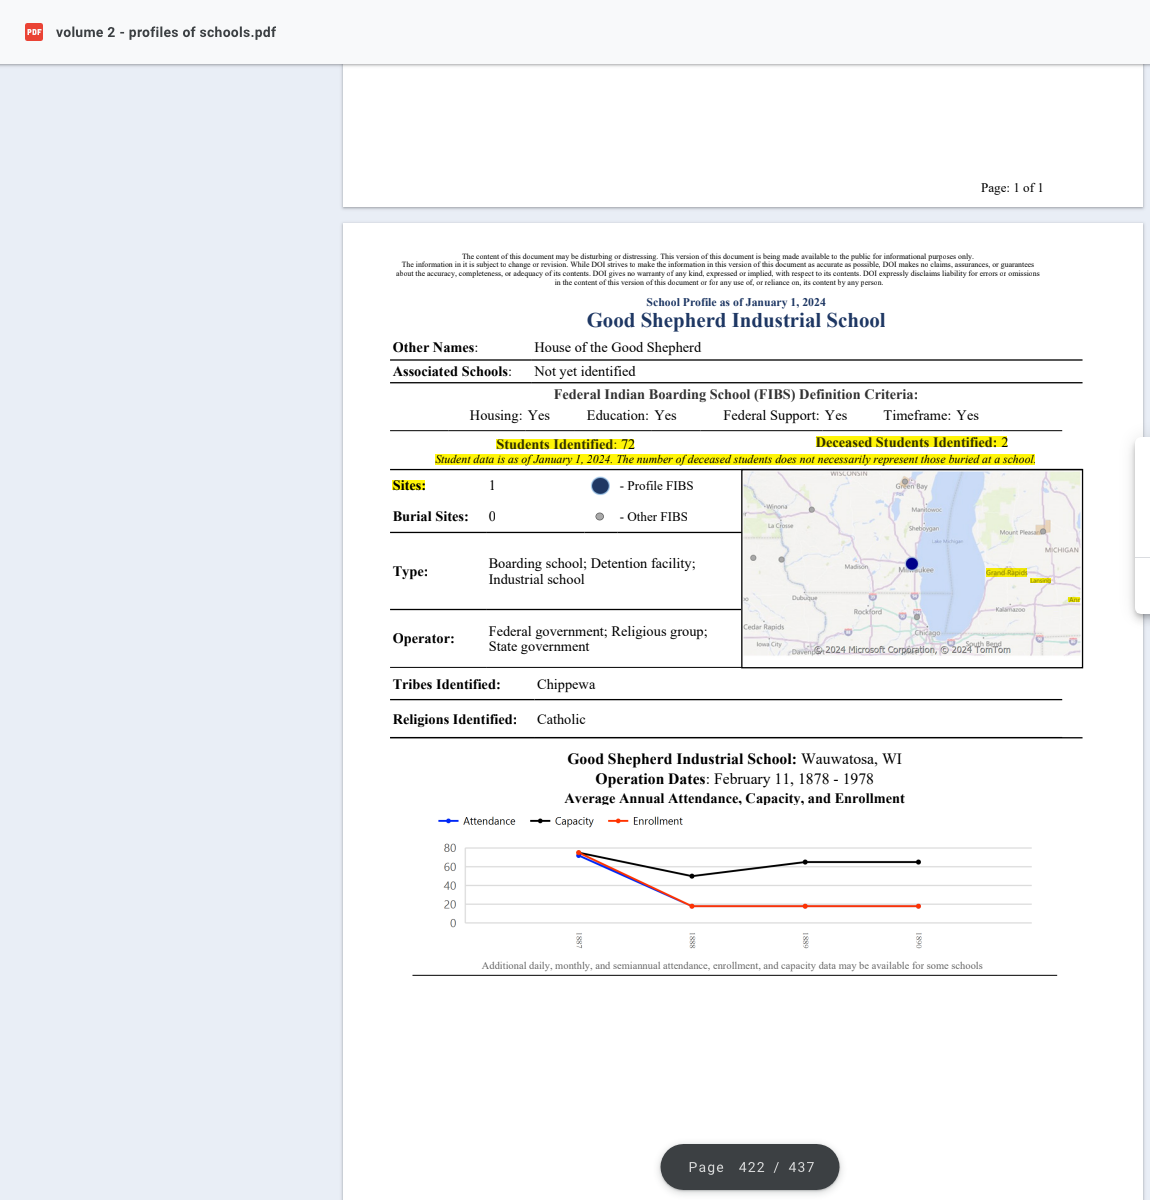 PDF volume 2 - profiles of schools.pdf
Page: 1 of 1
The content of this document may be disturbing or distressing. This version of this document is being made available to the public for informational purposes only.
The information in it is subject to change or revision. While DOI strives to make the information in this version of this document as accurate as possible, DOI makes no claims, assurances, or guarantees
about the accuracy, completeness, or adequacy of its contents. DOI gives no warranty of any kind, expressed or implied, with respect to its contents. DOI expressly disclaims liability for errors or omissions
in the content of this version of this document or for any use of, or reliance on, its content by any person.
School Profile as of January 1, 2024
Good Shepherd Industrial School
Other Names: House of the Good Shepherd
Associated Schools: Not yet identified
Federal Indian Boarding School (FIBS) Definition Criteria:
Housing: Yes Education: Yes Federal Support: Yes Timeframe: Yes
Students Identified: 72 Deceased Students Identified: 2
Student data is as of January 1, 2024. The number of deceased students does not necessarily represent those buried at a school.
Sites: 1 - Profile FIBS
Burial Sites: 0 - Other FIBS
Type: Boarding school; Detention facility;
Industrial school
Operator: Federal government; Religious group;
State government
WISCONSIN
Green Bay
Winona
Manitowoc
La Crosse
Sheboygan
Mount Pleasant
Lake Michigan
MICHIGAN
Madison
Milwaukee
Grand Rapids
Lansing
Ann
Dubuque
Rockford
Kalamazoo
Cedar Rapids
Chicago
Iowa City
Davenport
South Bend
© 2024 Microsoft Corporation, © 2024 TomTom
Tribes Identified: Chippewa
Religions Identified: Catholic
Good Shepherd Industrial School: Wauwatosa, WI
Operation Dates: February 11, 1878 - 1978
Average Annual Attendance, Capacity, and Enrollment
Attendance Capacity Enrollment
80
60
40
20
0
1887 1888 1889 1890
Additional daily, monthly, and semiannual attendance, enrollment, and capacity data may be available for some schools
Page 422 / 437